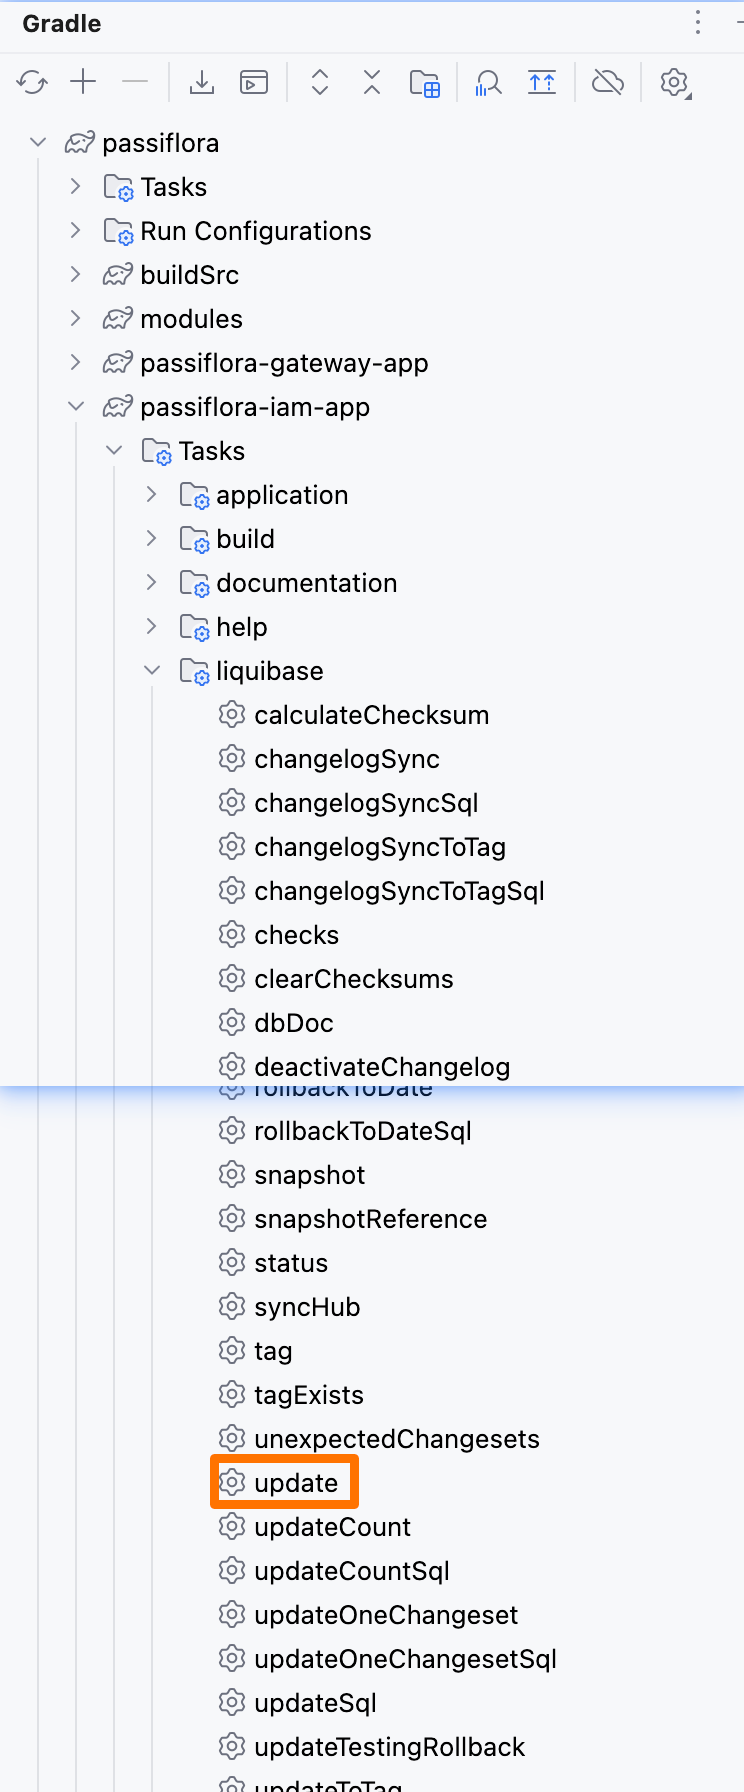 Gradle
passiflora
Tasks
Run Configurations
buildSrc
modules
passiflora-gateway-app
passiflora-iam-app
Tasks
application
build
documentation
help
liquibase
calculateChecksum
changelogSync
changelogSyncSql
changelogSyncToTag
changelogSyncToTagSql
checks
clearChecksums
dbDoc
deactivateChangelog
rollbackToDate
rollbackToDateSql
snapshot
snapshotReference
status
syncHub
tag
tagExists
unexpectedChangesets
update
updateCount
updateCountSql
updateOneChangeset
updateOneChangesetSql
updateSql
updateTestingRollback
updateToTag